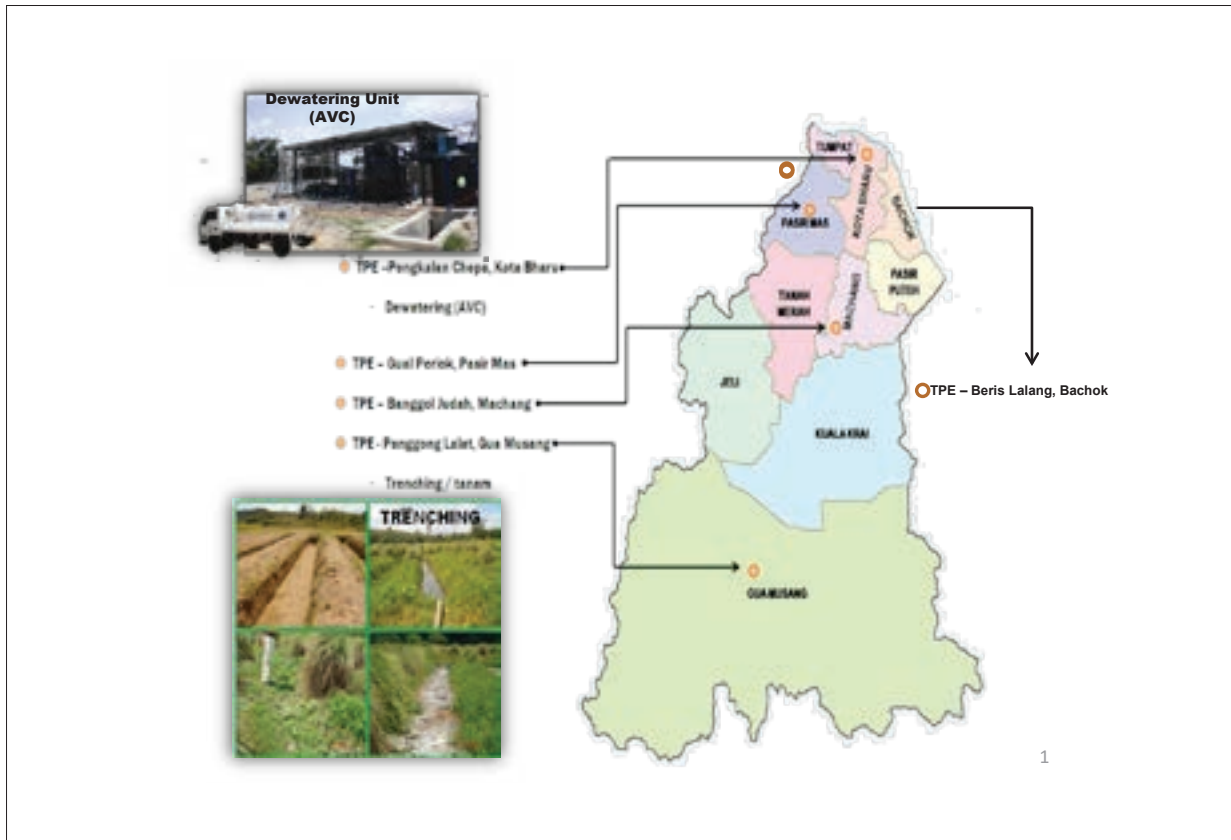 Dewatering Unit
(AVC)
TPE –Pengkalan Chepa, Kota Bharu
- Dewatering (AVC)
TPE – Gual Periok, Pasir Mas
TPE – Banggol Judah, Machang
TPE - Panggong Lalat, Gua Musang
- Trenching / tanam
TRENCHING
TUMPAT
KOTA BHARU
BACHOK
PASIR MAS
PASIR
PUTEH
TANAH
MERAH
MACHANG
JELI
KUALA KRAI
GUA MUSANG
TPE – Beris Lalang, Bachok
1